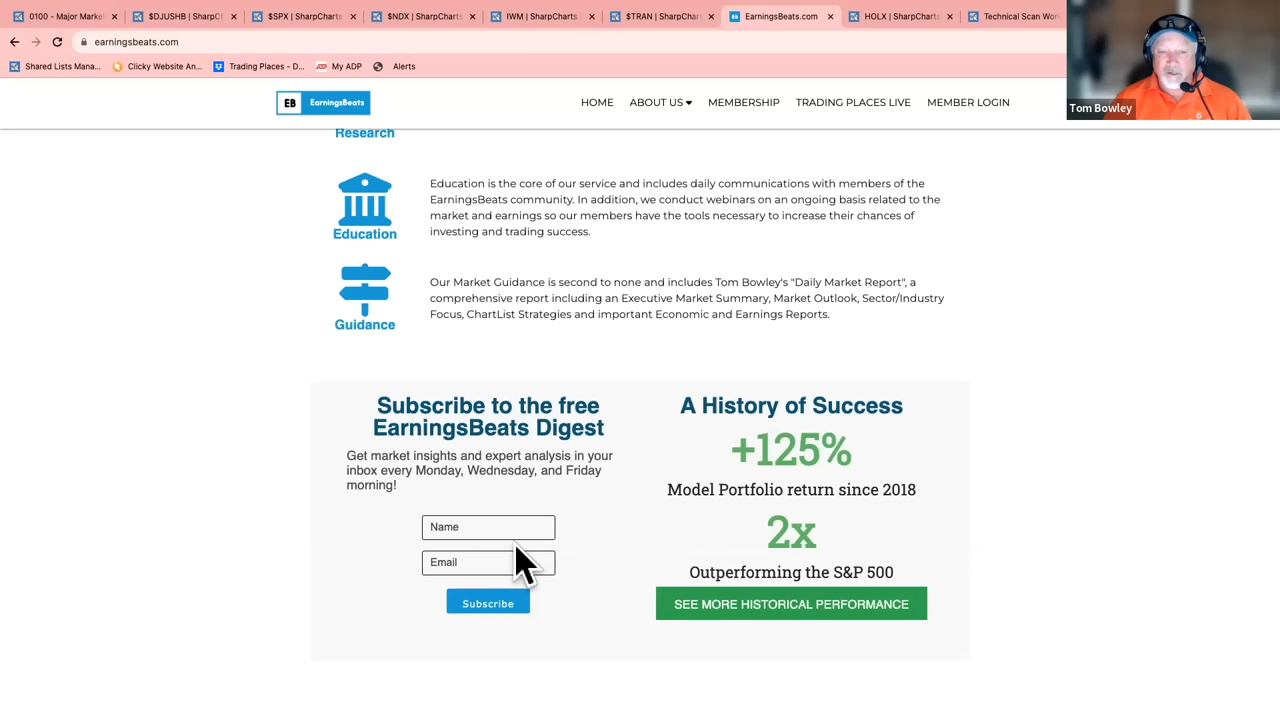 0100 - Major Marke
$DJUSHB | SharpCh
$SPX | SharpCharts
$NDX | SharpCharts
IWM | SharpCharts |
$TRAN | SharpChar
EarningsBeats.com
HOLX | SharpCharts
Technical Scan Wor
earningsbeats.com
Shared Lists Mana...
Clicky Website An...
Trading Places - D...
My ADP
Alerts
Tom Bowley
EB EarningsBeats
HOME
ABOUT US
MEMBERSHIP
TRADING PLACES LIVE
MEMBER LOGIN
Research
Education
Education is the core of our service and includes daily communications with members of the
EarningsBeats community. In addition, we conduct webinars on an ongoing basis related to the
market and earnings so our members have the tools necessary to increase their chances of
investing and trading success.
Guidance
Our Market Guidance is second to none and includes Tom Bowley's "Daily Market Report", a
comprehensive report including an Executive Market Summary, Market Outlook, Sector/Industry
Focus, ChartList Strategies and important Economic and Earnings Reports.
Subscribe to the free
EarningsBeats Digest
Get market insights and expert analysis in your
inbox every Monday, Wednesday, and Friday
morning!
Name
Email
Subscribe
A History of Success
+125%
Model Portfolio return since 2018
2x
Outperforming the S&P 500
SEE MORE HISTORICAL PERFORMANCE